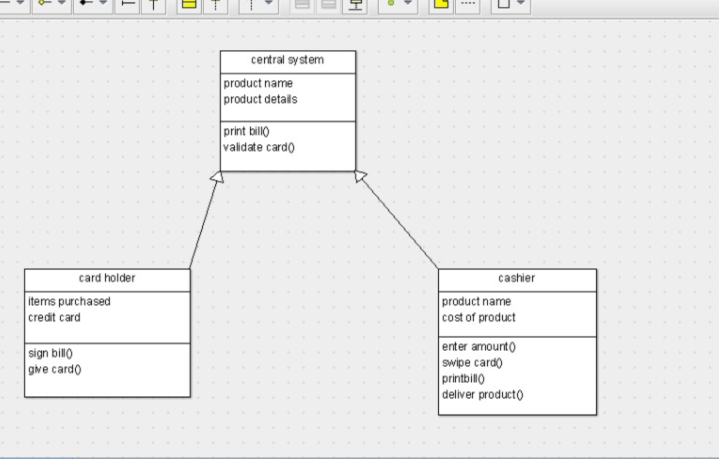 central system
product name
product details
print bill()
validate card()
card holder
items purchased
credit card
sign bill()
give card()
cashier
product name
cost of product
enter amount()
swipe card()
printbill()
deliver product()